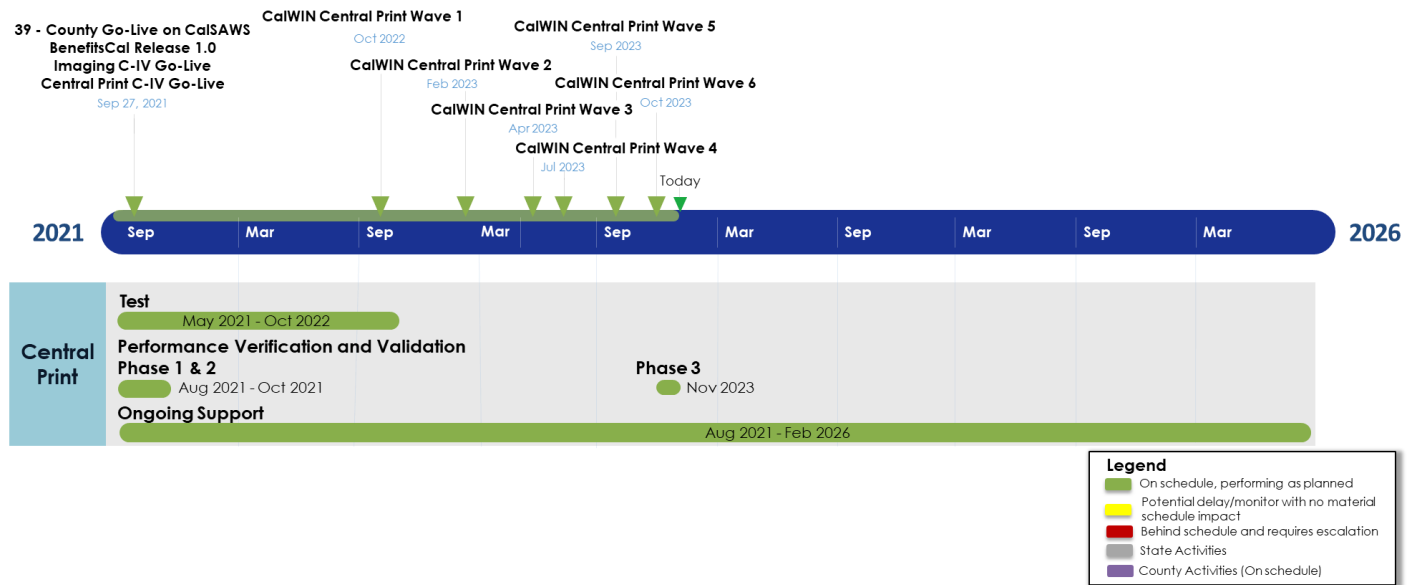 39 - County Go-Live on CalSAWS
BenefitsCal Release 1.0
Imaging C-IV Go-Live
Central Print C-IV Go-Live
Sep 27, 2021
CalWIN Central Print Wave 1
Oct 2022
CalWIN Central Print Wave 2
Feb 2023
CalWIN Central Print Wave 3
Apr 2023
CalWIN Central Print Wave 4
Jul 2023
CalWIN Central Print Wave 5
Sep 2023
CalWIN Central Print Wave 6
Oct 2023
Today
2021 Sep Mar Sep Mar Sep Mar Sep Mar Sep Mar 2026
Central
Print
Test
May 2021 - Oct 2022
Performance Verification and Validation
Phase 1 & 2
Aug 2021 - Oct 2021
Phase 3
Nov 2023
Ongoing Support
Aug 2021 - Feb 2026
Legend
On schedule, performing as planned
Potential delay/monitor with no material
schedule impact
Behind schedule and requires escalation
State Activities
County Activities (On schedule)